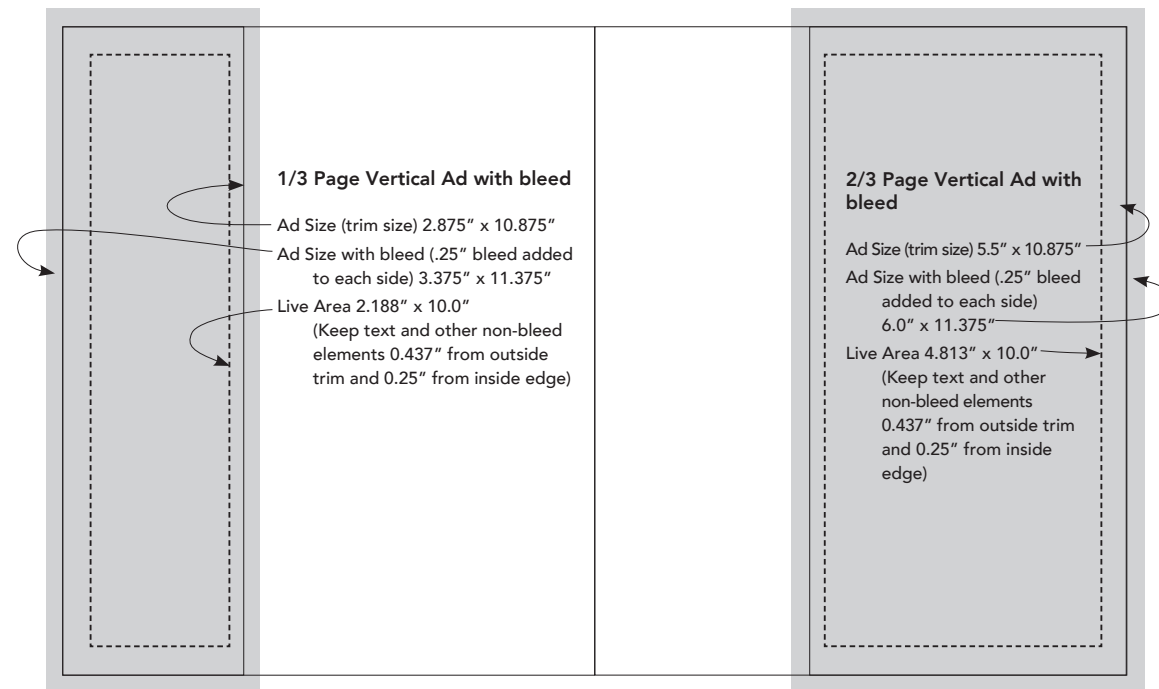 1/3 Page Vertical Ad with bleed
Ad Size (trim size) 2.875” x 10.875”
Ad Size with bleed (.25” bleed added
to each side) 3.375” x 11.375”
Live Area 2.188” x 10.0”
(Keep text and other non-bleed
elements 0.437” from outside
trim and 0.25” from inside edge)
2/3 Page Vertical Ad with
bleed
Ad Size (trim size) 5.5” x 10.875”
Ad Size with bleed (.25” bleed
added to each side)
6.0” x 11.375”
Live Area 4.813” x 10.0”
(Keep text and other
non-bleed elements
0.437” from outside trim
and 0.25” from inside
edge)